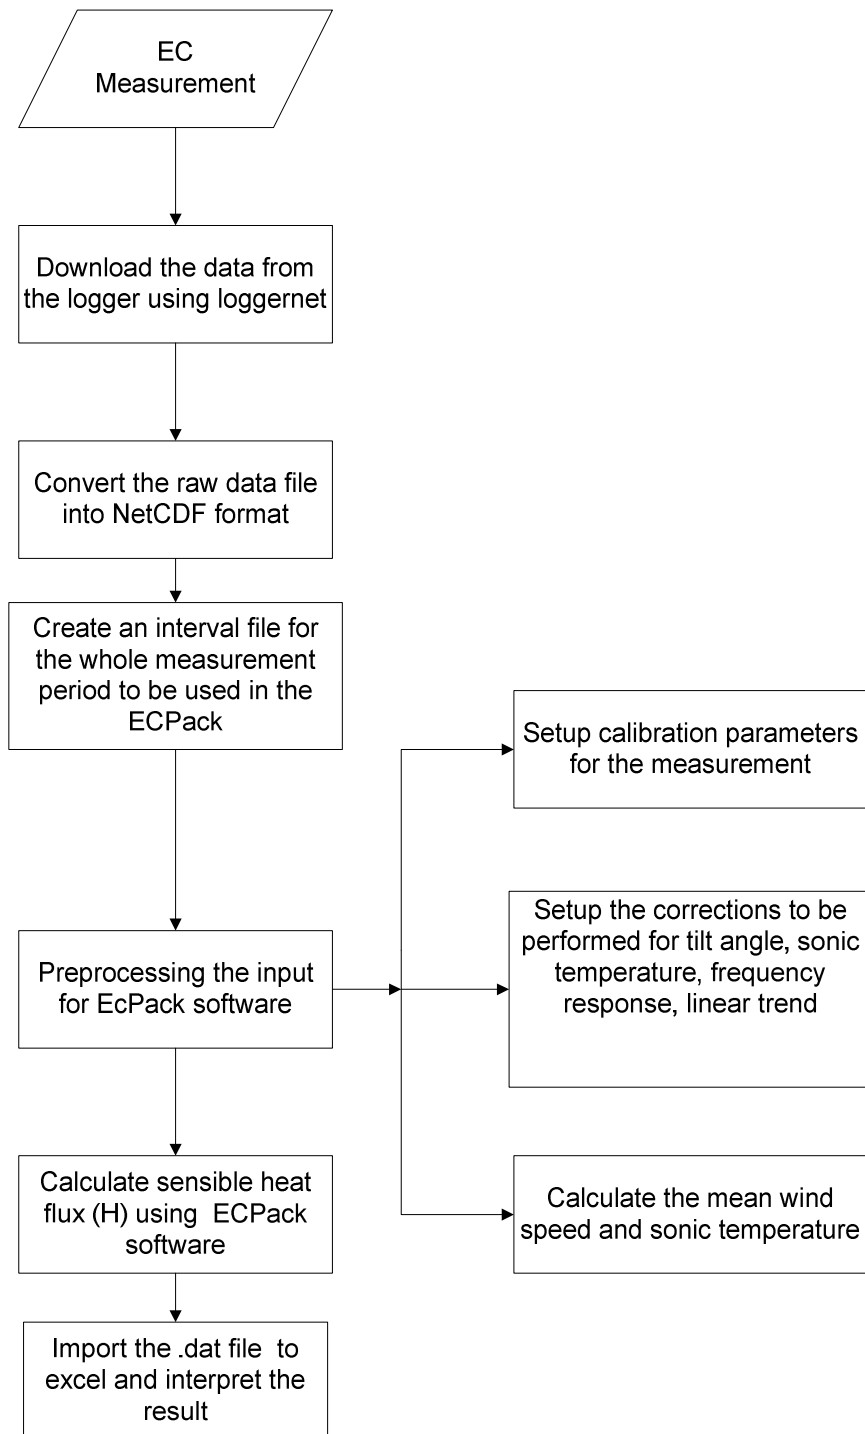 EC
Measurement
Download the data from
the logger using loggernet
Convert the raw data file
into NetCDF format
Create an interval file for
the whole measurement
period to be used in the
ECPack
Preprocessing the input
for EcPack software
Setup calibration parameters
for the measurement
Setup the corrections to be
performed for tilt angle, sonic
temperature, frequency
response, linear trend
Calculate the mean wind
speed and sonic temperature
Calculate sensible heat
flux (H) using ECPack
software
Import the .dat file to
excel and interpret the
result